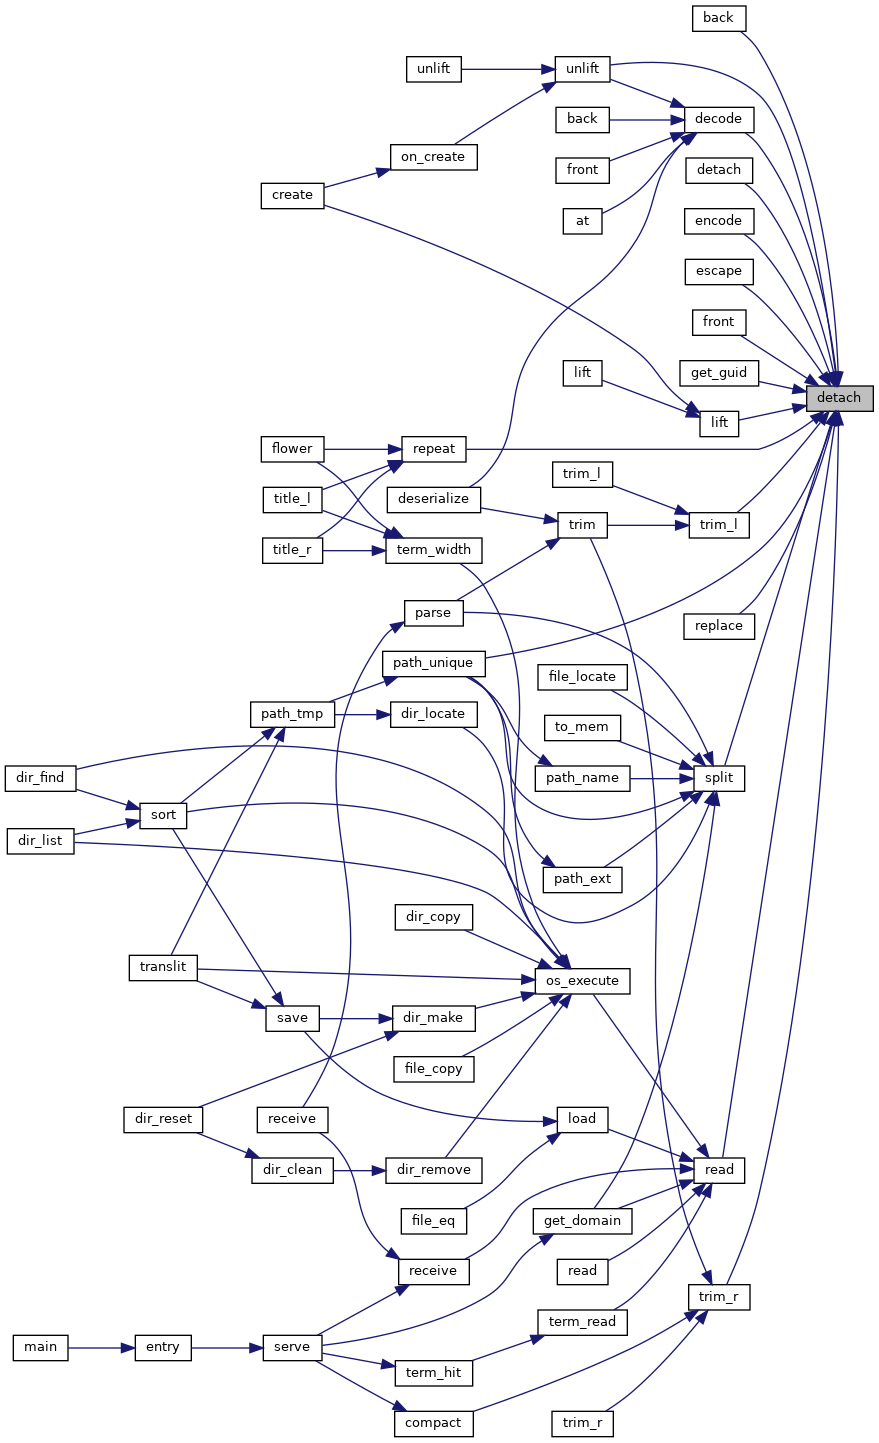 back
unlift
unlift
decode
back
on_create
front
detach
create
at
encode
escape
front
get_guid
lift
detach
lift
flower
repeat
trim_l
title_l
deserialize
trim
trim_l
title_r
term_width
parse
replace
path_unique
file_locate
path_tmp
dir_locate
to_mem
dir_find
path_name
split
sort
dir_list
path_ext
dir_copy
translit
os_execute
save
dir_make
file_copy
dir_reset
receive
load
dir_clean
dir_remove
read
file_eq
get_domain
receive
read
trim_r
term_read
main
entry
serve
term_hit
compact
trim_r